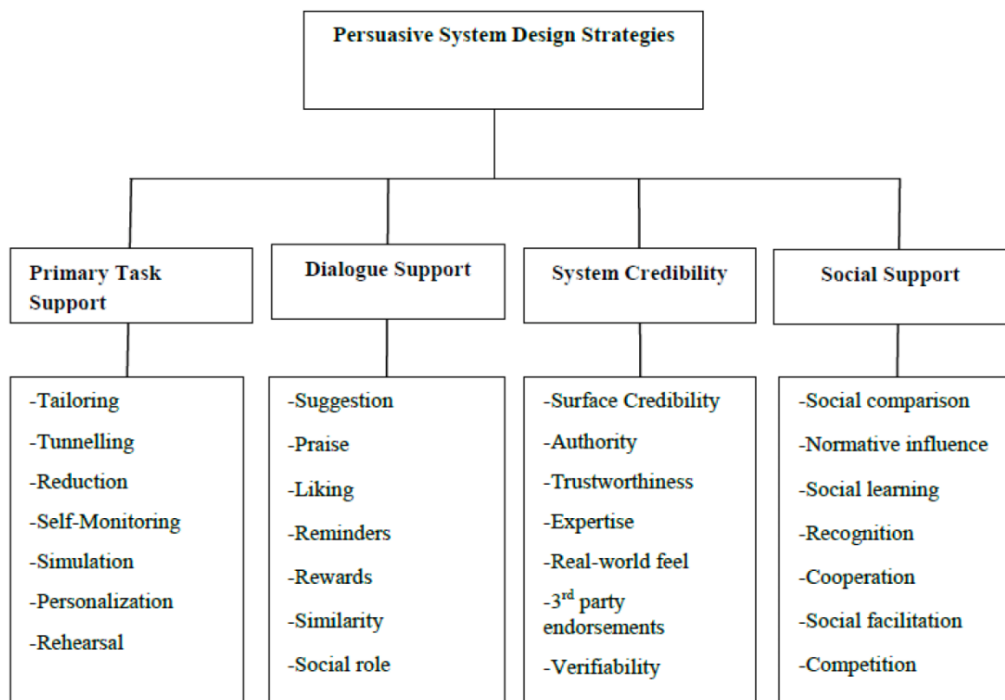 Persuasive System Design Strategies
Primary Task
Support
Dialogue Support
System Credibility
Social Support
-Tailoring
-Tunnelling
-Reduction
-Self-Monitoring
-Simulation
-Personalization
-Rehearsal
-Suggestion
-Praise
-Liking
-Reminders
-Rewards
-Similarity
-Social role
-Surface Credibility
-Authority
-Trustworthiness
-Expertise
-Real-world feel
-3rd party
endorsements
-Verifiability
-Social comparison
-Normative influence
-Social learning
-Recognition
-Cooperation
-Social facilitation
-Competition